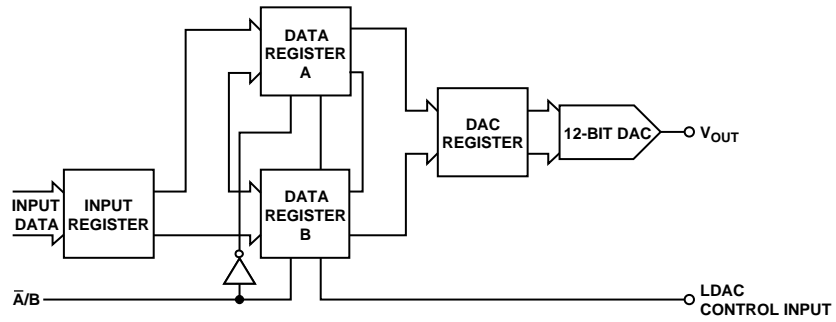 DATA
REGISTER
A
DAC
REGISTER
12-BIT DAC
VOUT
INPUT
DATA
INPUT
REGISTER
DATA
REGISTER
B
A̅/B
LDAC
CONTROL INPUT